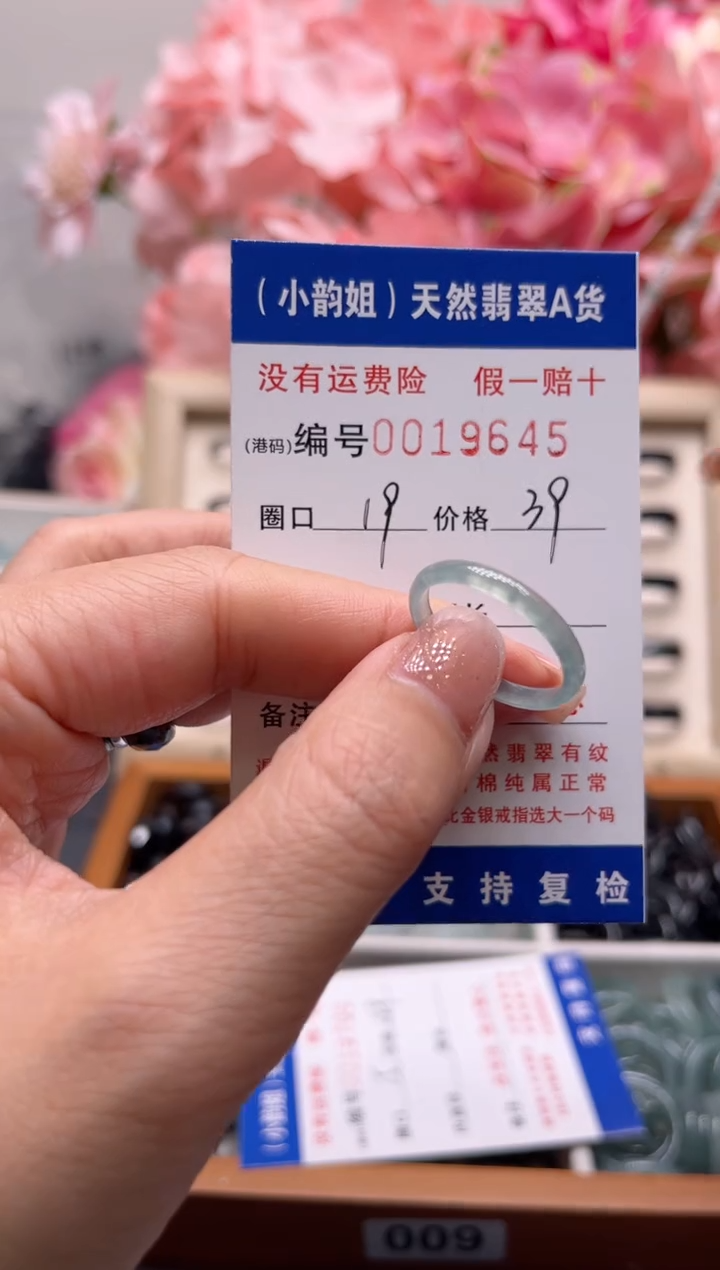 （小韵姐）天然翡翠A货
没有运费险 假一赔十
(港码)编号0019645
圈口 19 价格 39
备注
然翡翠有纹
棉纯属正常
比金银戒指选大一个码
支持复检
009